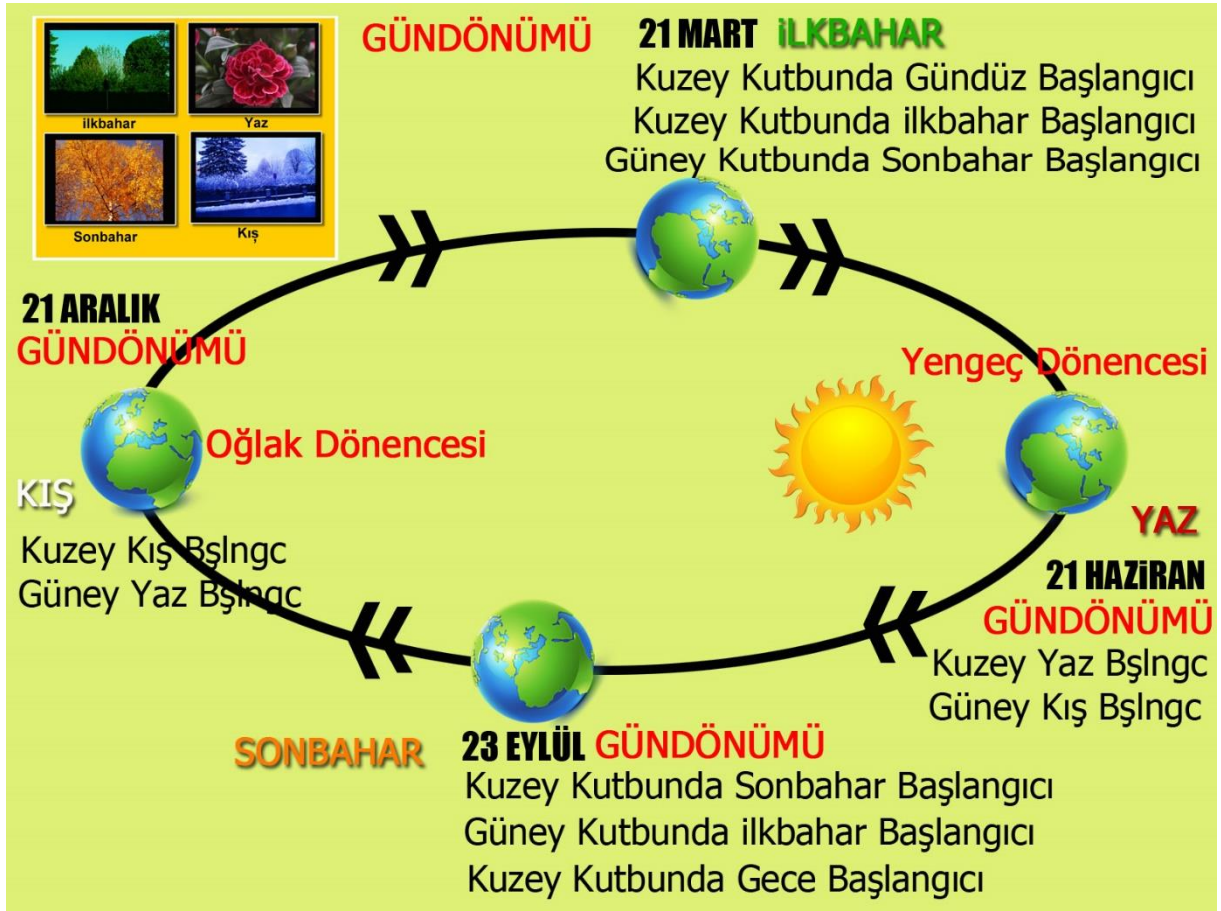 ilkbahar
Yaz
Sonbahar
Kış
GÜNDÖNÜMÜ
21 MART iLKBAHAR
Kuzey Kutbunda Gündüz Başlangıcı
Kuzey Kutbunda ilkbahar Başlangıcı
Güney Kutbunda Sonbahar Başlangıcı
21 ARALIK
GÜNDÖNÜMÜ
Oğlak Dönencesi
KIŞ
Kuzey Kış Bşlngc
Güney Yaz Bşlngc
Yengeç Dönencesi
YAZ
21 HAZiRAN
GÜNDÖNÜMÜ
Kuzey Yaz Bşlngc
Güney Kış Bşlngc
SONBAHAR
23 EYLÜL GÜNDÖNÜMÜ
Kuzey Kutbunda Sonbahar Başlangıcı
Güney Kutbunda ilkbahar Başlangıcı
Kuzey Kutbunda Gece Başlangıcı